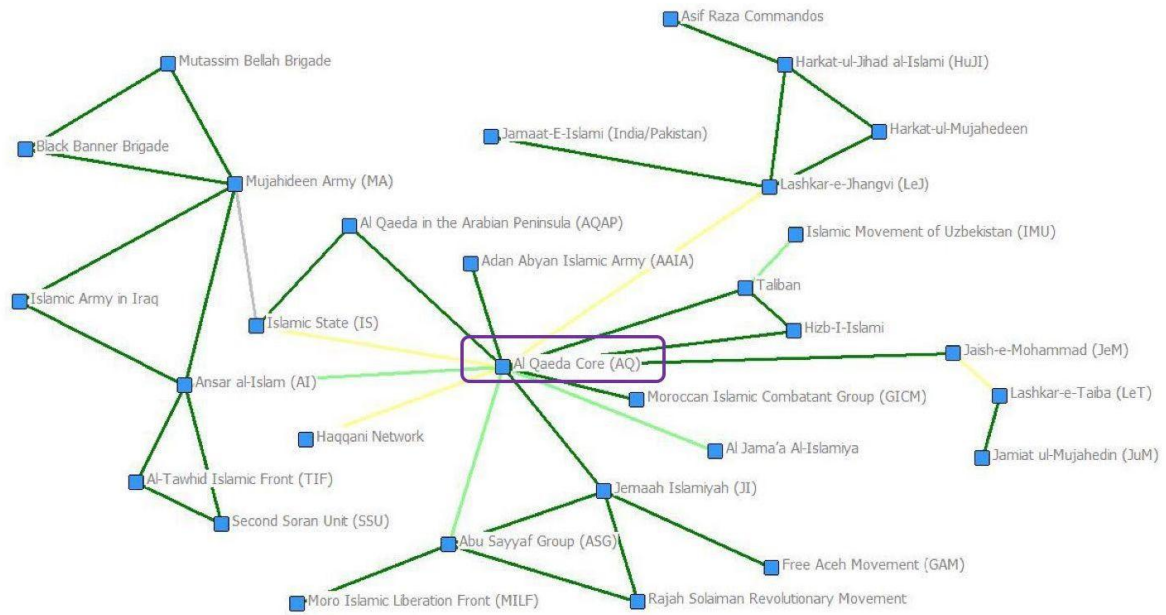 Asif Raza Commandos
Mutassim Bellah Brigade
Harkat-ul-Jihad al-Islami (HuJI)
Jamaat-E-Islami (India/Pakistan)
Harkat-ul-Mujahedeen
Black Banner Brigade
Mujahideen Army (MA)
Lashkar-e-Jhangvi (LeJ)
Al Qaeda in the Arabian Peninsula (AQAP)
Islamic Movement of Uzbekistan (IMU)
Adan Abyan Islamic Army (AAIA)
Taliban
Islamic Army in Iraq
Islamic State (IS)
Hizb-I-Islami
Jaish-e-Mohammad (JeM)
Al Qaeda Core (AQ)
Ansar al-Islam (AI)
Lashkar-e-Taiba (LeT)
Moroccan Islamic Combatant Group (GICM)
Haqqani Network
Al Jama'a Al-Islamiya
Jamiat ul-Mujahedin (JuM)
Al-Tawhid Islamic Front (TIF)
Jemaah Islamiyah (JI)
Second Soran Unit (SSU)
Abu Sayyaf Group (ASG)
Free Aceh Movement (GAM)
Moro Islamic Liberation Front (MILF)
Rajah Solaiman Revolutionary Movement